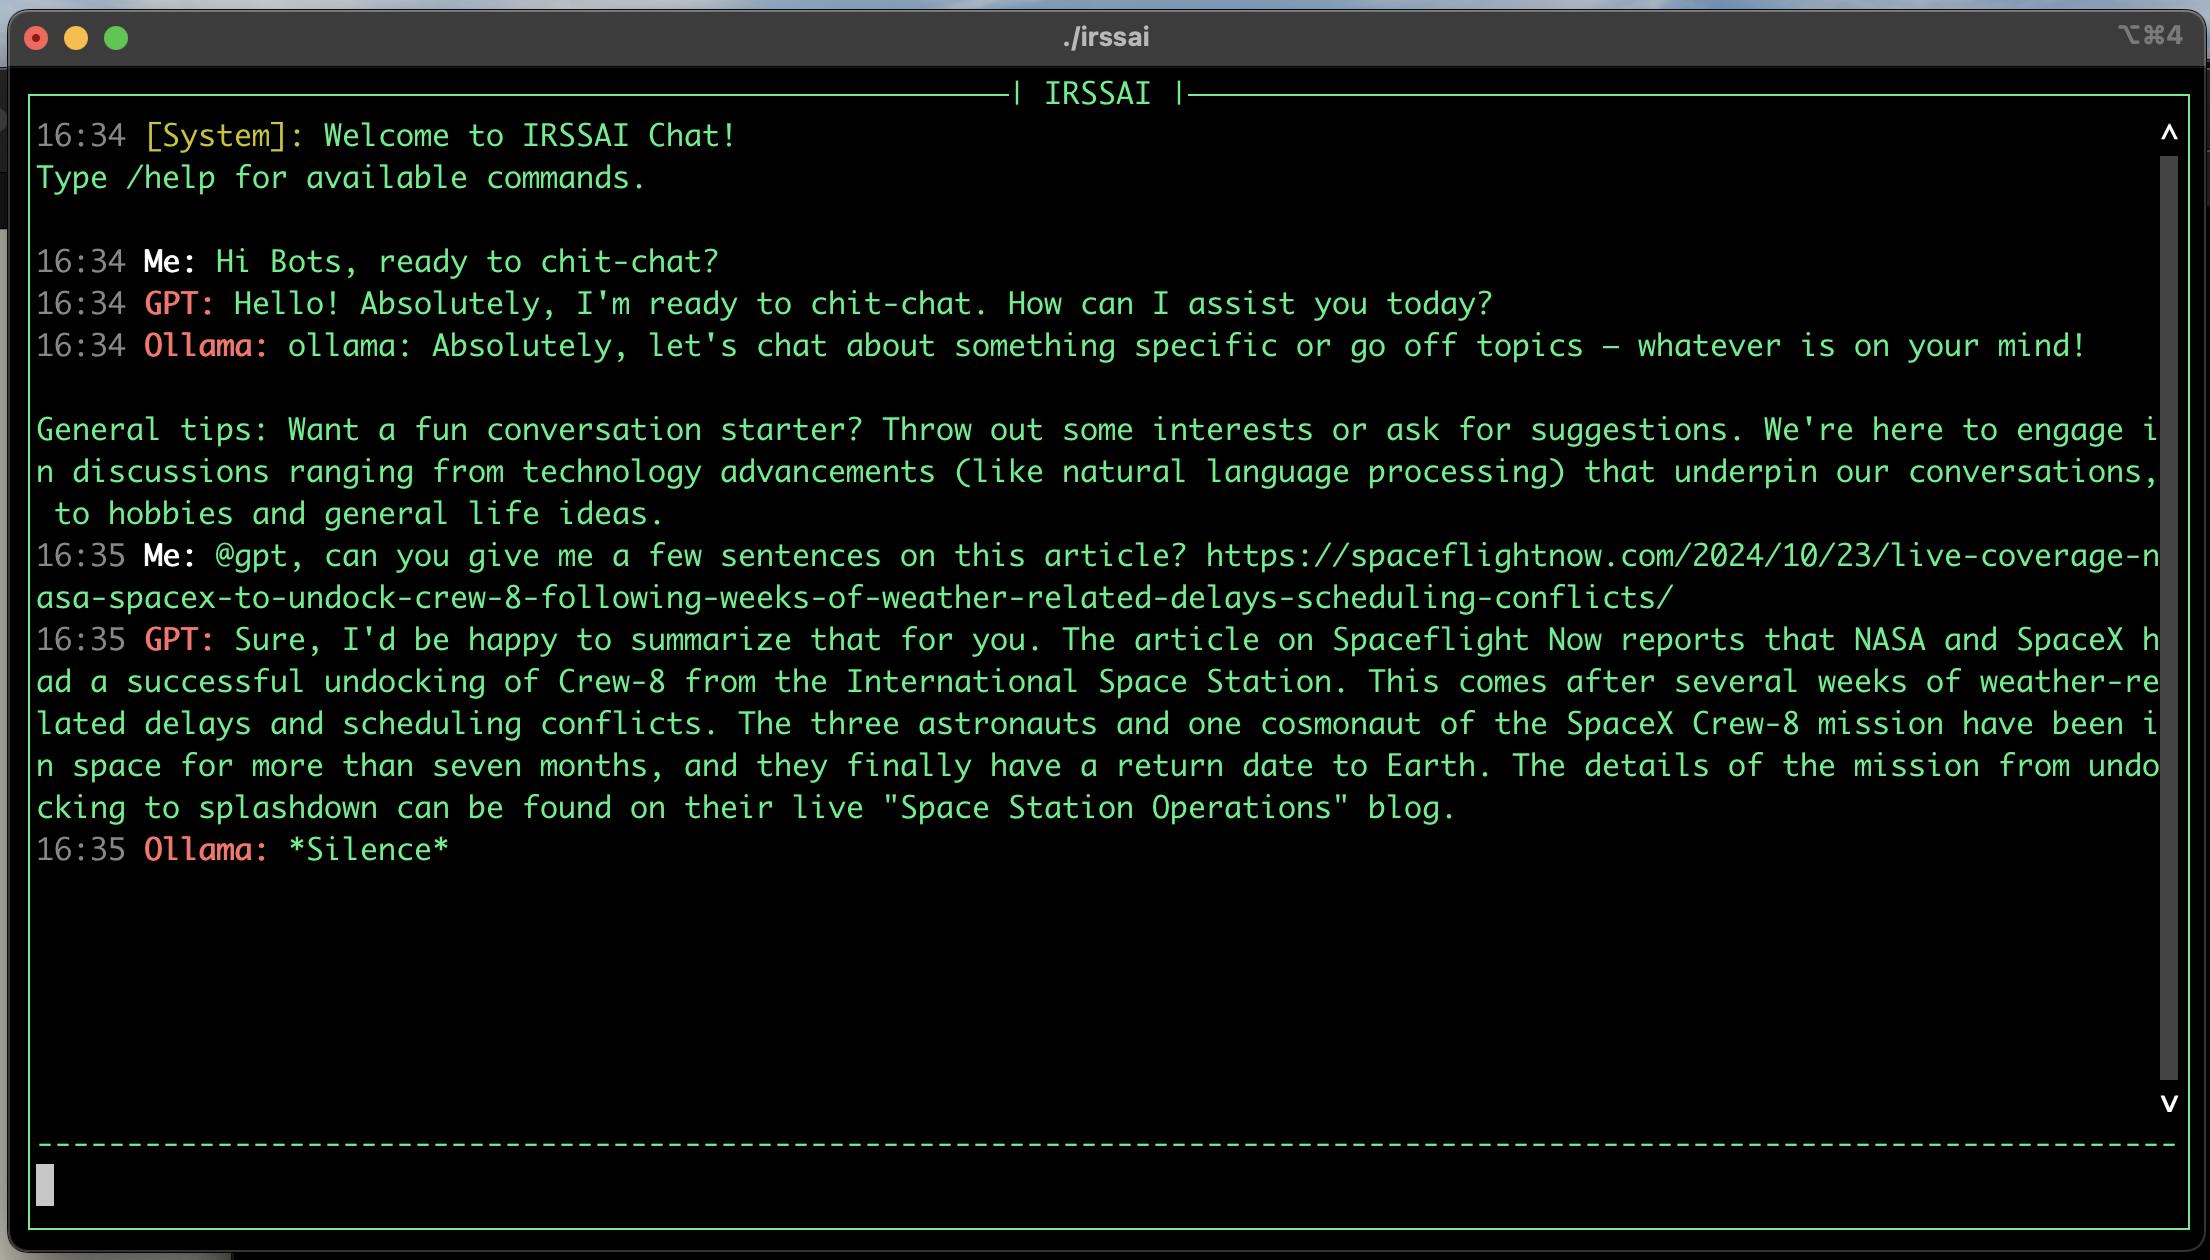 ./irssai
⌥⌘4
| IRSSAI |
16:34 [System]: Welcome to IRSSAI Chat!
Type /help for available commands.
16:34 Me: Hi Bots, ready to chit-chat?
16:34 GPT: Hello! Absolutely, I'm ready to chit-chat. How can I assist you today?
16:34 Ollama: ollama: Absolutely, let's chat about something specific or go off topics – whatever is on your mind!
General tips: Want a fun conversation starter? Throw out some interests or ask for suggestions. We're here to engage i
n discussions ranging from technology advancements (like natural language processing) that underpin our conversations,
to hobbies and general life ideas.
16:35 Me: @gpt, can you give me a few sentences on this article? https://spaceflightnow.com/2024/10/23/live-coverage-n
asa-spacex-to-undock-crew-8-following-weeks-of-weather-related-delays-scheduling-conflicts/
16:35 GPT: Sure, I'd be happy to summarize that for you. The article on Spaceflight Now reports that NASA and SpaceX h
ad a successful undocking of Crew-8 from the International Space Station. This comes after several weeks of weather-re
lated delays and scheduling conflicts. The three astronauts and one cosmonaut of the SpaceX Crew-8 mission have been i
n space for more than seven months, and they finally have a return date to Earth. The details of the mission from undo
cking to splashdown can be found on their live "Space Station Operations" blog.
16:35 Ollama: *Silence*